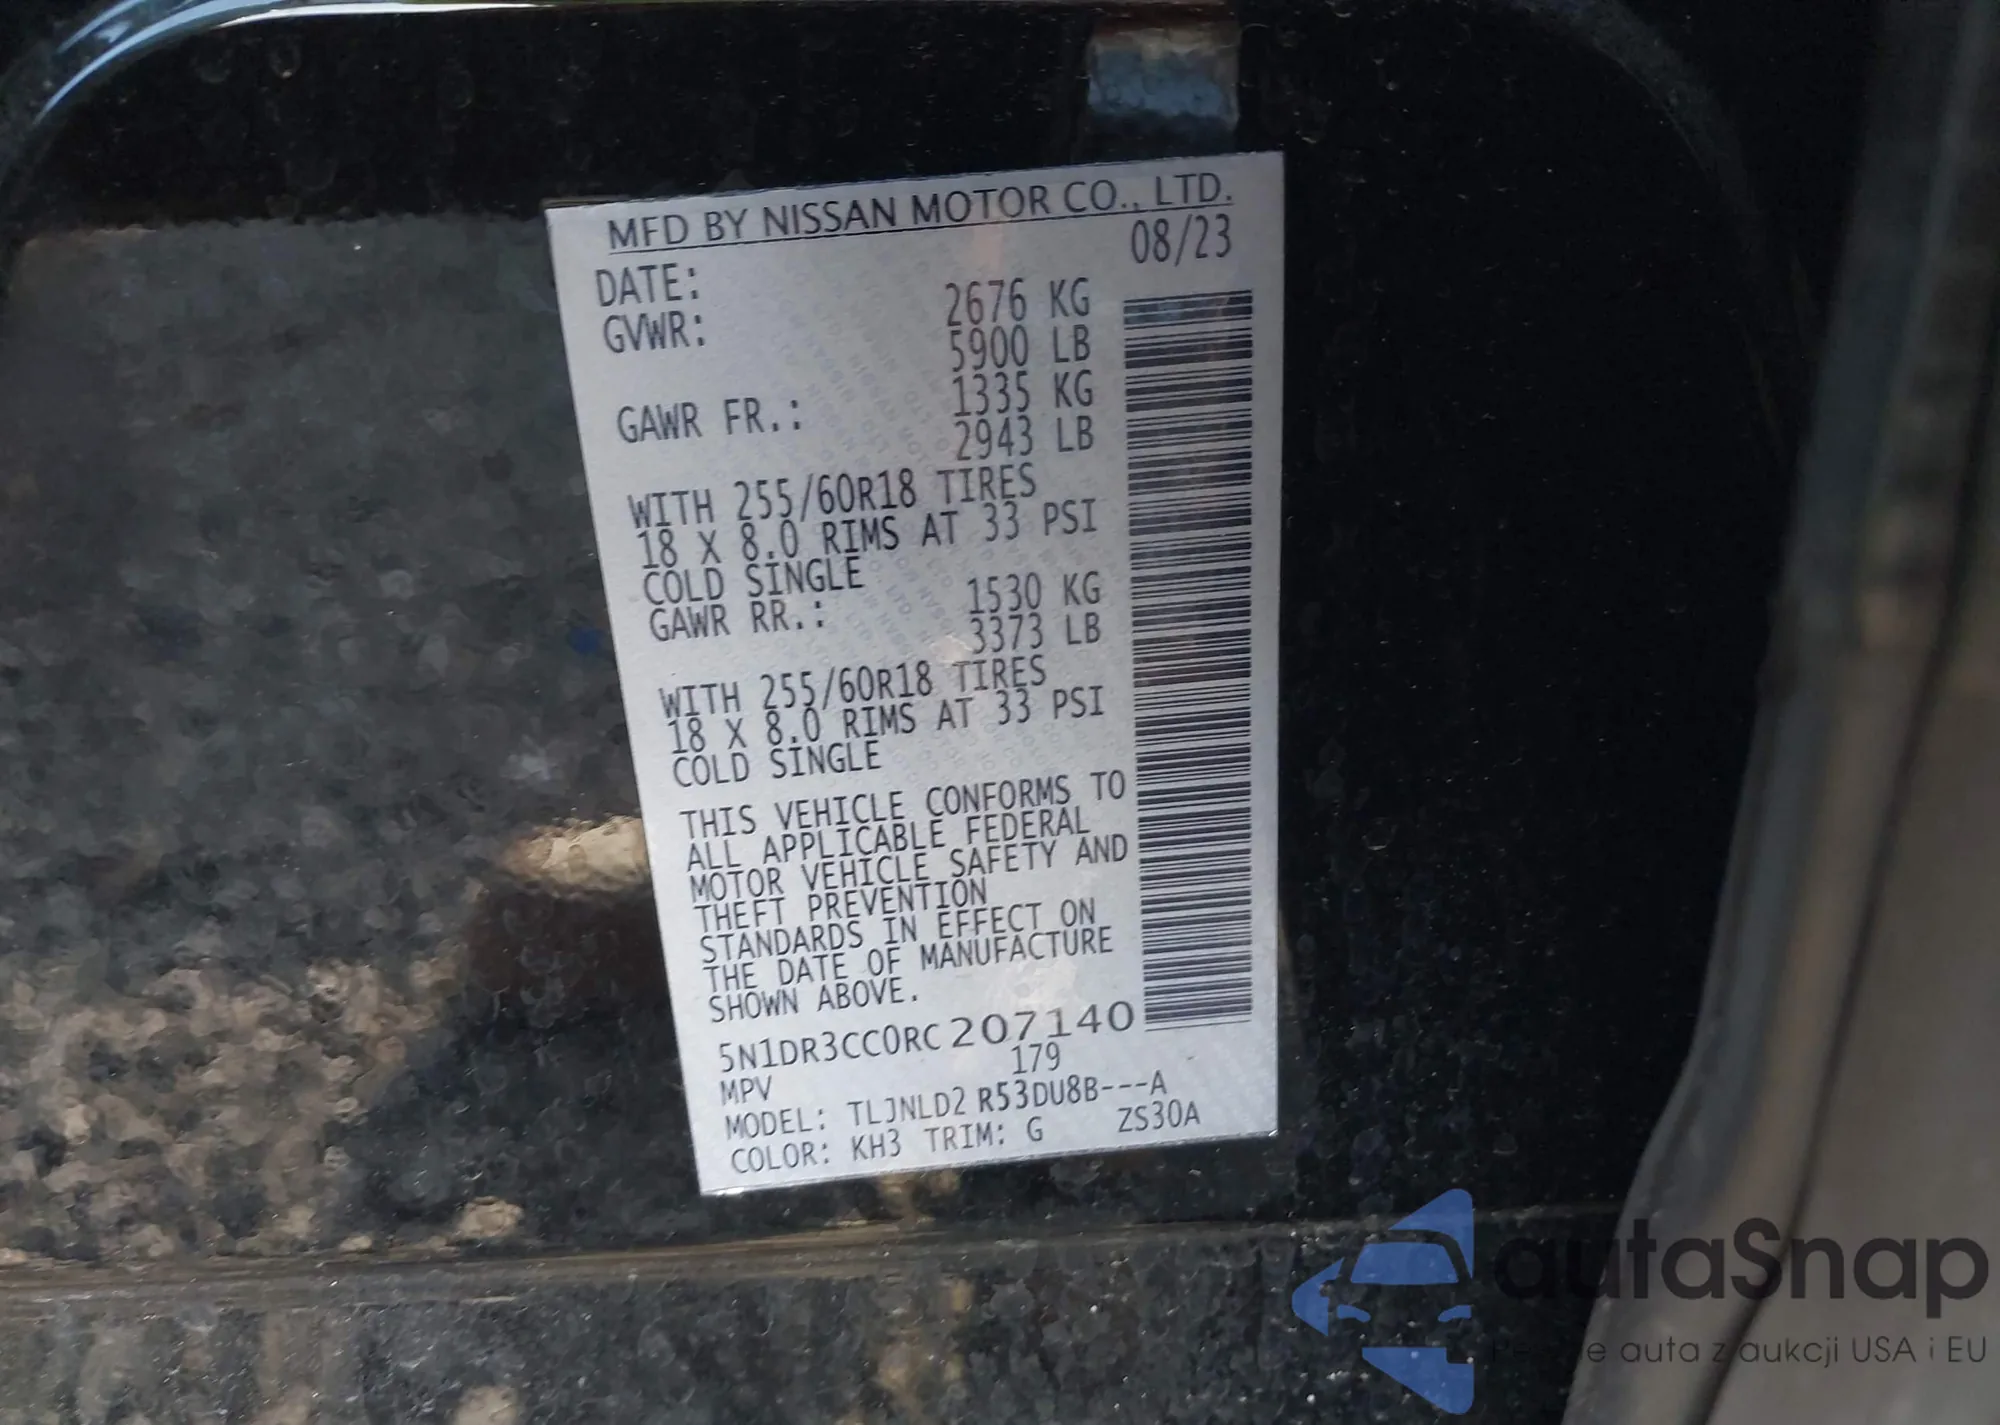 MFD BY NISSAN MOTOR CO., LTD.
DATE: 08/23
GVWR: 2676 KG
5900 LB
GAWR FR.: 1335 KG
2943 LB
WITH 255/60R18 TIRES
18 X 8.0 RIMS AT 33 PSI
COLD SINGLE
GAWR RR.: 1530 KG
3373 LB
WITH 255/60R18 TIRES
18 X 8.0 RIMS AT 33 PSI
COLD SINGLE
THIS VEHICLE CONFORMS TO
ALL APPLICABLE FEDERAL
MOTOR VEHICLE SAFETY AND
THEFT PREVENTION
STANDARDS IN EFFECT ON
THE DATE OF MANUFACTURE
SHOWN ABOVE.
5N1DR3CC0RC207140
MPV 179
MODEL: TLJNLD2 R53DU8B---A
COLOR: KH3 TRIM: G ZS30A
autaSnap
auta z aukcji USA i EU